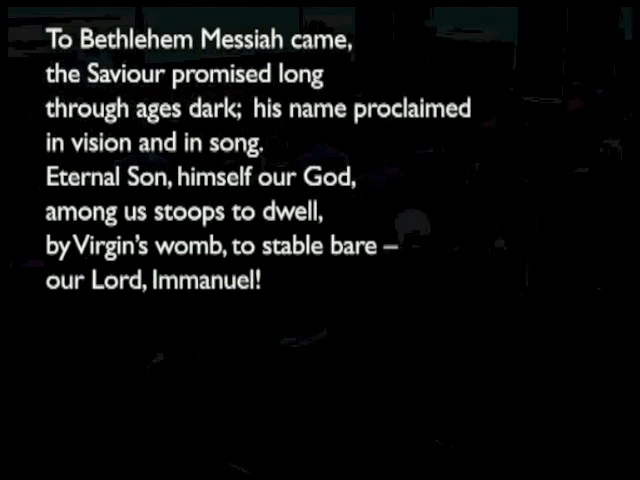 To Bethlehem Messiah came,
the Saviour promised long
through ages dark;  his name proclaimed
in vision and in song.
Eternal Son, himself our God,
among us stoops to dwell,
by Virgin’s womb, to stable bare –
our Lord, Immanuel!